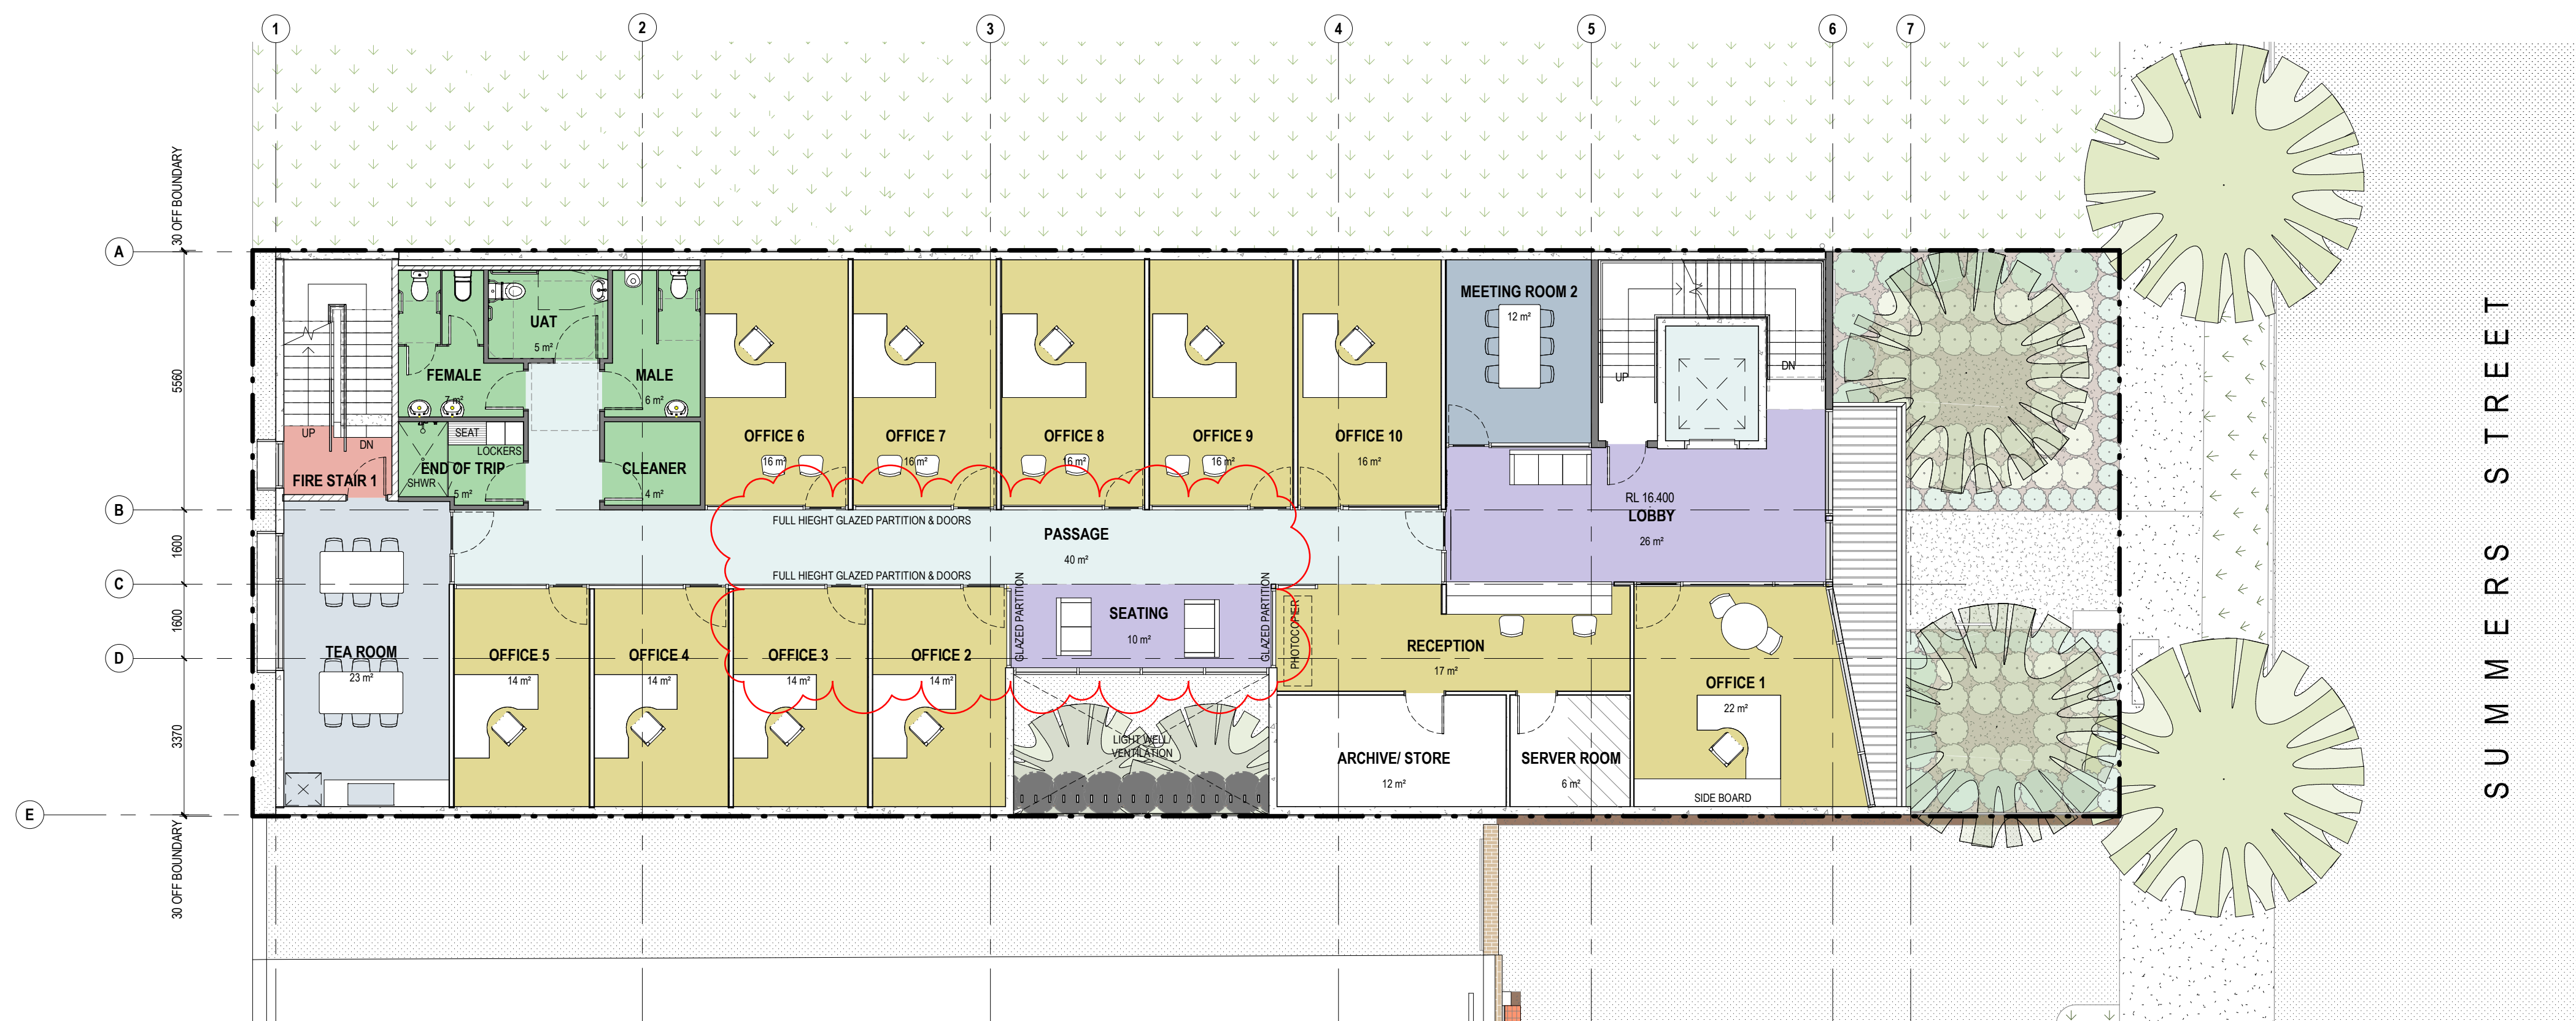 1
2
3
4
5
6
7
A
B
C
D
E
30 OFF BOUNDARY
5560
1600
1600
3370
30 OFF BOUNDARY
UP
DN
FIRE STAIR 1
FEMALE
7 m²
UAT
5 m²
MALE
6 m²
SEAT
LOCKERS
END OF TRIP
SHWR
5 m²
CLEANER
4 m²
OFFICE 6
16 m²
OFFICE 7
16 m²
OFFICE 8
16 m²
OFFICE 9
16 m²
OFFICE 10
16 m²
MEETING ROOM 2
12 m²
UP
DN
RL 16.400
LOBBY
26 m²
FULL HIEGHT GLAZED PARTITION & DOORS
PASSAGE
40 m²
FULL HIEGHT GLAZED PARTITION & DOORS
TEA ROOM
23 m²
OFFICE 5
14 m²
OFFICE 4
14 m²
OFFICE 3
14 m²
OFFICE 2
14 m²
GLAZED PARTITION
SEATING
10 m²
GLAZED PARTITION
PHOTOCOPIER
LIGHT WELL/
VENTILATION
RECEPTION
17 m²
ARCHIVE/ STORE
12 m²
SERVER ROOM
6 m²
OFFICE 1
22 m²
SIDE BOARD
SUMMERS STREET